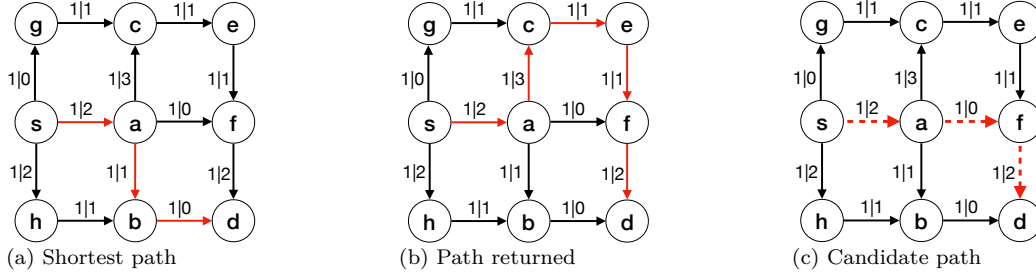 g 1|1 c 1|1 e g 1|1 c 1|1 e g 1|1 c 1|1 e
1|0 1|3 1|1 1|0 1|3 1|1 1|0 1|3 1|1
s 1|2 a 1|0 f s 1|2 a 1|0 f s 1|2 a 1|0 f
1|2 1|1 1|2 1|2 1|1 1|2 1|2 1|1 1|2
h 1|1 b 1|0 d h 1|1 b 1|0 d h 1|1 b 1|0 d
(a) Shortest path (b) Path returned (c) Candidate path